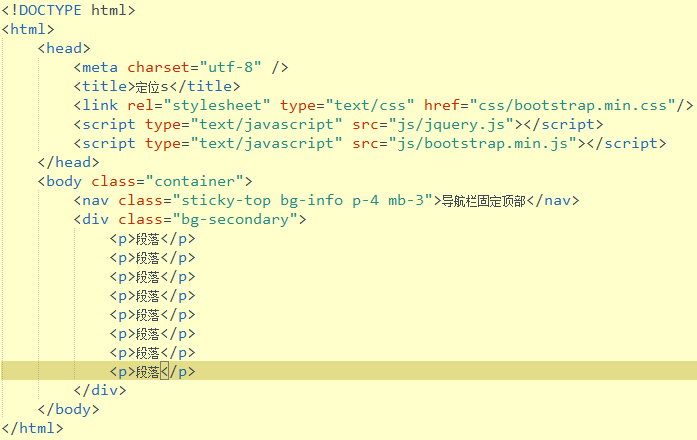 <!DOCTYPE html>
<html>
    <head>
        <meta charset="utf-8" />
        <title>定位s</title>
        <link rel="stylesheet" type="text/css" href="css/bootstrap.min.css"/>
        <script type="text/javascript" src="js/jquery.js"></script>
        <script type="text/javascript" src="js/bootstrap.min.js"></script>
    </head>
    <body class="container">
        <nav class="sticky-top bg-info p-4 mb-3">导航栏固定顶部</nav>
        <div class="bg-secondary">
            <p>段落</p>
            <p>段落</p>
            <p>段落</p>
            <p>段落</p>
            <p>段落</p>
            <p>段落</p>
            <p>段落</p>
            <p>段落</p>
        </div>
    </body>
</html>